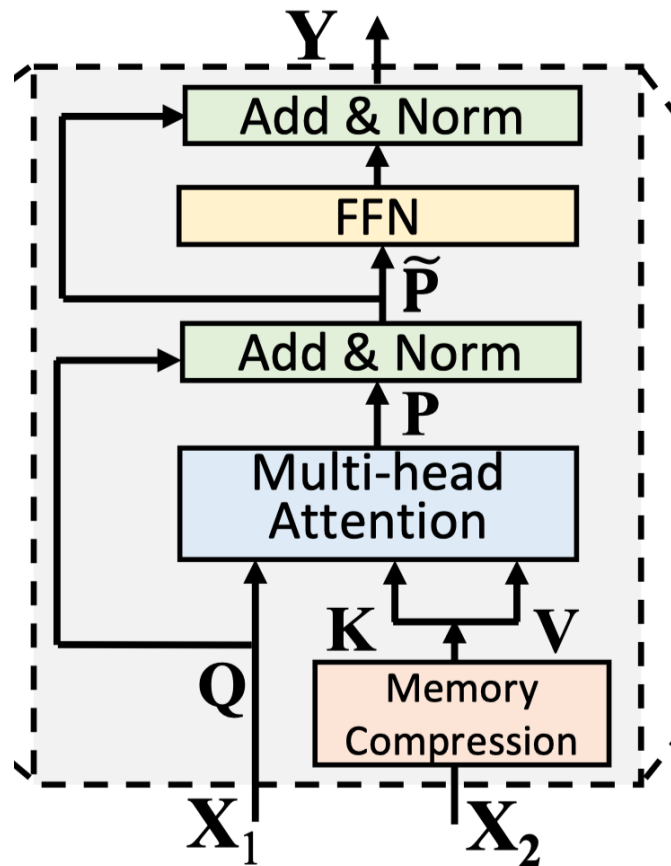 Y
Add & Norm
FFN
P̃
Add & Norm
P
Multi-head
Attention
K
V
Q
Memory
Compression
X₁
X₂